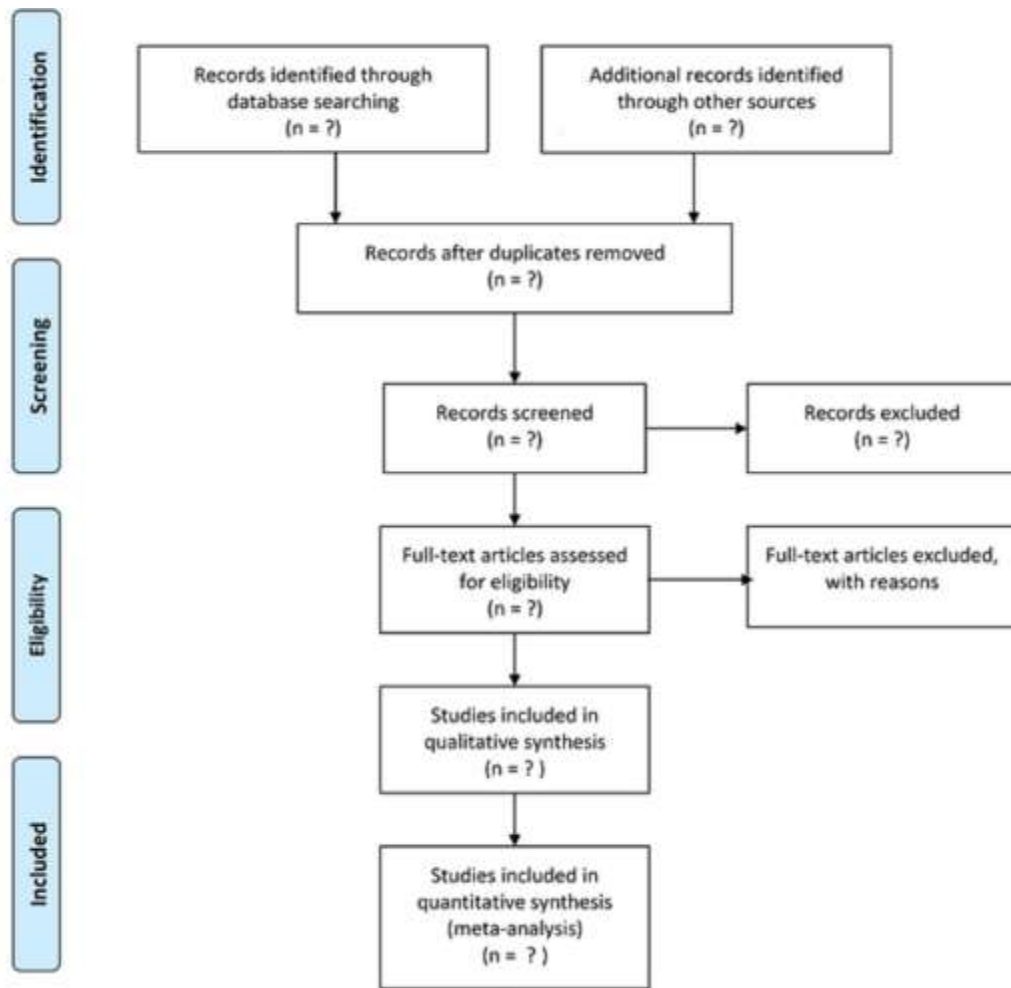 Identification
Records identified through
database searching
(n = ?)
Additional records identified
through other sources
(n = ?)
Records after duplicates removed
(n = ?)
Screening
Records screened
(n = ?)
Records excluded
(n = ?)
Eligibility
Full-text articles assessed
for eligibility
(n = ?)
Full-text articles excluded,
with reasons
Studies included in
qualitative synthesis
(n = ? )
Included
Studies included in
quantitative synthesis
(meta-analysis)
(n = ? )